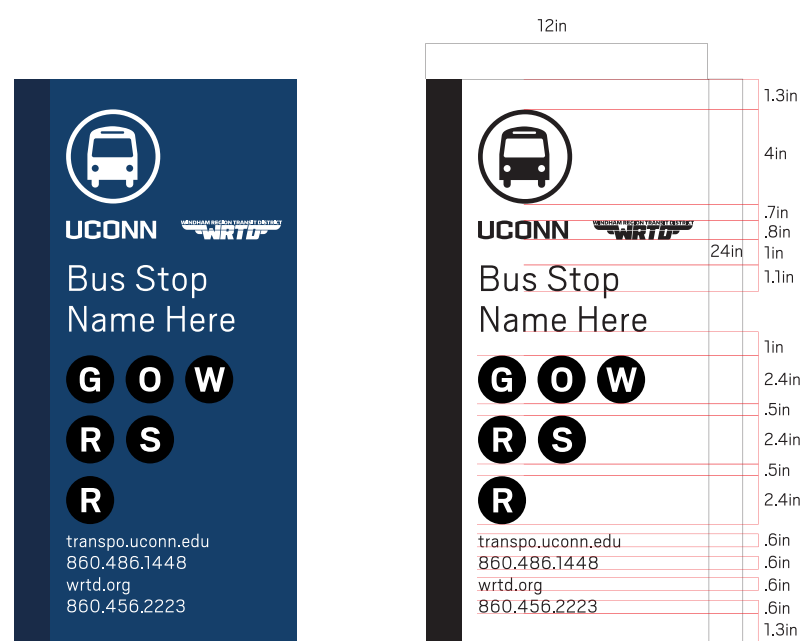 12in
UCONN WINDHAM REGION TRANSIT DISTRICT
WRTD
Bus Stop
Name Here
G O W
R S
R
transpo.uconn.edu
860.486.1448
wrtd.org
860.456.2223
UCONN WINDHAM REGION TRANSIT DISTRICT
WRTD
Bus Stop
Name Here
G O W
R S
R
transpo.uconn.edu
860.486.1448
wrtd.org
860.456.2223
24in
1.3in
4in
.7in
.8in
1in
1.1in
1in
2.4in
.5in
2.4in
.5in
2.4in
.6in
.6in
.6in
.6in
1.3in